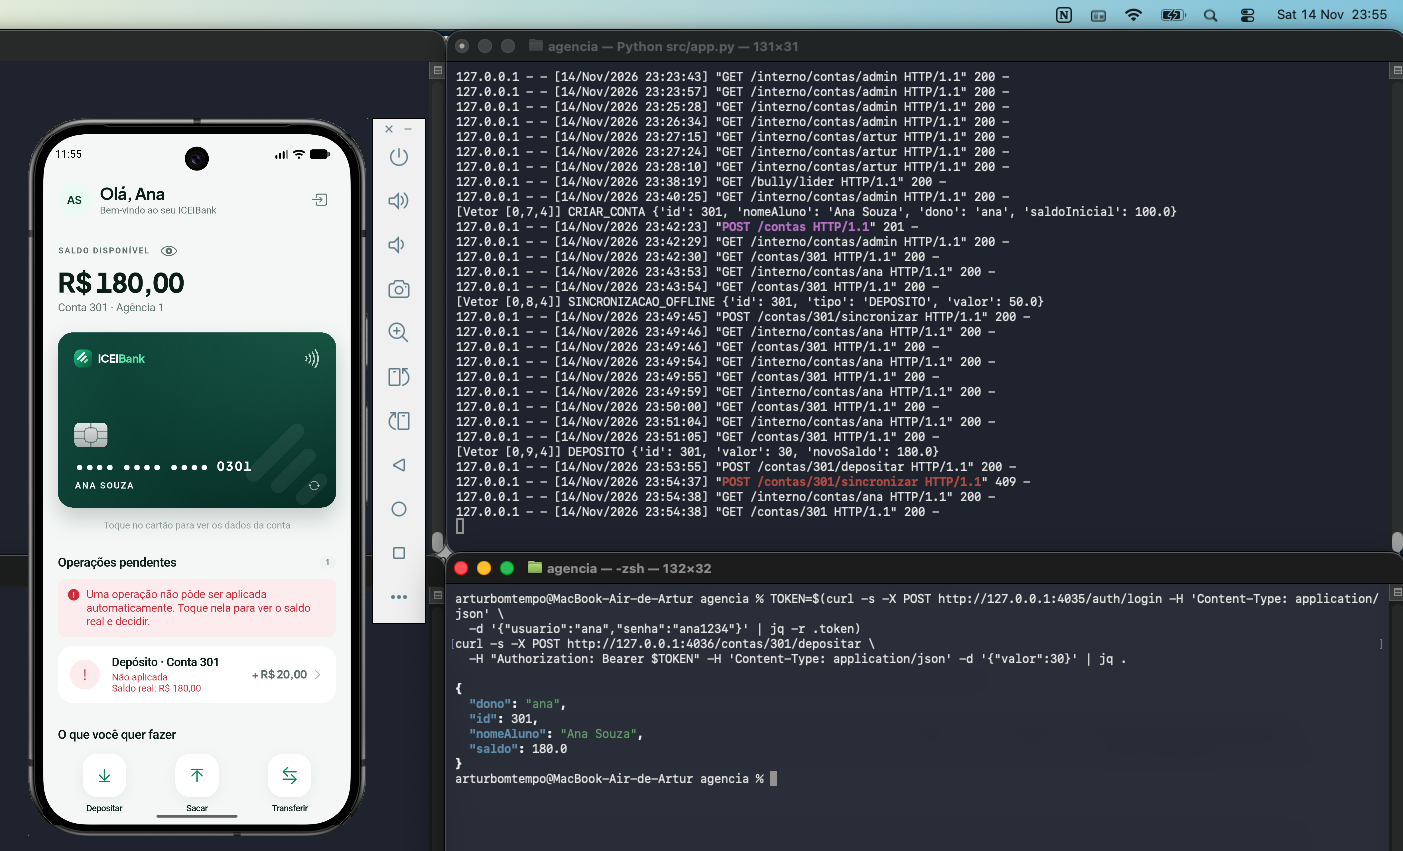 Sat 14 Nov 23:55
agencia — Python src/app.py — 131×31
127.0.0.1 - - [14/Nov/2026 23:23:43] "GET /interno/contas/admin HTTP/1.1" 200 -
127.0.0.1 - - [14/Nov/2026 23:23:57] "GET /interno/contas/admin HTTP/1.1" 200 -
127.0.0.1 - - [14/Nov/2026 23:25:28] "GET /interno/contas/admin HTTP/1.1" 200 -
127.0.0.1 - - [14/Nov/2026 23:26:34] "GET /interno/contas/admin HTTP/1.1" 200 -
127.0.0.1 - - [14/Nov/2026 23:27:15] "GET /interno/contas/artur HTTP/1.1" 200 -
127.0.0.1 - - [14/Nov/2026 23:27:24] "GET /interno/contas/artur HTTP/1.1" 200 -
127.0.0.1 - - [14/Nov/2026 23:28:10] "GET /interno/contas/artur HTTP/1.1" 200 -
127.0.0.1 - - [14/Nov/2026 23:38:19] "GET /bully/lider HTTP/1.1" 200 -
127.0.0.1 - - [14/Nov/2026 23:40:25] "GET /interno/contas/admin HTTP/1.1" 200 -
[Vetor [0,7,4]] CRIAR_CONTA {'id': 301, 'nomeAluno': 'Ana Souza', 'dono': 'ana', 'saldoInicial': 100.0}
127.0.0.1 - - [14/Nov/2026 23:42:23] "POST /contas HTTP/1.1" 201 -
127.0.0.1 - - [14/Nov/2026 23:42:29] "GET /interno/contas/admin HTTP/1.1" 200 -
127.0.0.1 - - [14/Nov/2026 23:42:30] "GET /contas/301 HTTP/1.1" 200 -
127.0.0.1 - - [14/Nov/2026 23:43:53] "GET /interno/contas/ana HTTP/1.1" 200 -
127.0.0.1 - - [14/Nov/2026 23:43:54] "GET /contas/301 HTTP/1.1" 200 -
[Vetor [0,8,4]] SINCRONIZACAO_OFFLINE {'id': 301, 'tipo': 'DEPOSITO', 'valor': 50.0}
127.0.0.1 - - [14/Nov/2026 23:49:45] "POST /contas/301/sincronizar HTTP/1.1" 200 -
127.0.0.1 - - [14/Nov/2026 23:49:46] "GET /interno/contas/ana HTTP/1.1" 200 -
127.0.0.1 - - [14/Nov/2026 23:49:46] "GET /contas/301 HTTP/1.1" 200 -
127.0.0.1 - - [14/Nov/2026 23:49:54] "GET /interno/contas/ana HTTP/1.1" 200 -
127.0.0.1 - - [14/Nov/2026 23:49:55] "GET /contas/301 HTTP/1.1" 200 -
127.0.0.1 - - [14/Nov/2026 23:49:59] "GET /interno/contas/ana HTTP/1.1" 200 -
127.0.0.1 - - [14/Nov/2026 23:50:00] "GET /contas/301 HTTP/1.1" 200 -
127.0.0.1 - - [14/Nov/2026 23:51:04] "GET /interno/contas/ana HTTP/1.1" 200 -
127.0.0.1 - - [14/Nov/2026 23:51:05] "GET /contas/301 HTTP/1.1" 200 -
[Vetor [0,9,4]] DEPOSITO {'id': 301, 'valor': 30, 'novoSaldo': 180.0}
127.0.0.1 - - [14/Nov/2026 23:53:55] "POST /contas/301/depositar HTTP/1.1" 200 -
127.0.0.1 - - [14/Nov/2026 23:54:37] "POST /contas/301/sincronizar HTTP/1.1" 409 -
127.0.0.1 - - [14/Nov/2026 23:54:38] "GET /interno/contas/ana HTTP/1.1" 200 -
127.0.0.1 - - [14/Nov/2026 23:54:38] "GET /contas/301 HTTP/1.1" 200 -
11:55
AS
Olá, Ana
Bem-vindo ao seu ICEIBank
SALDO DISPONÍVEL
R$ 180,00
Conta 301 · Agência 1
ICEIBank
•••• •••• •••• 0301
ANA SOUZA
Toque no cartão para ver os dados da conta
Operações pendentes
1
Uma operação não pôde ser aplicada
automaticamente. Toque nela para ver o saldo
real e decidir.
Depósito · Conta 301
Não aplicada
Saldo real: R$ 180,00
+ R$ 20,00
O que você quer fazer
Depositar
Sacar
Transferir
agencia — -zsh — 132×32
arturbomtempo@MacBook-Air-de-Artur agencia % TOKEN=$(curl -s -X POST http://127.0.0.1:4035/auth/login -H 'Content-Type: application/
json' \
-d '{"usuario":"ana","senha":"ana1234"}' | jq -r .token)
curl -s -X POST http://127.0.0.1:4036/contas/301/depositar \
-H "Authorization: Bearer $TOKEN" -H 'Content-Type: application/json' -d '{"valor":30}' | jq .
{
"dono": "ana",
"id": 301,
"nomeAluno": "Ana Souza",
"saldo": 180.0
}
arturbomtempo@MacBook-Air-de-Artur agencia %